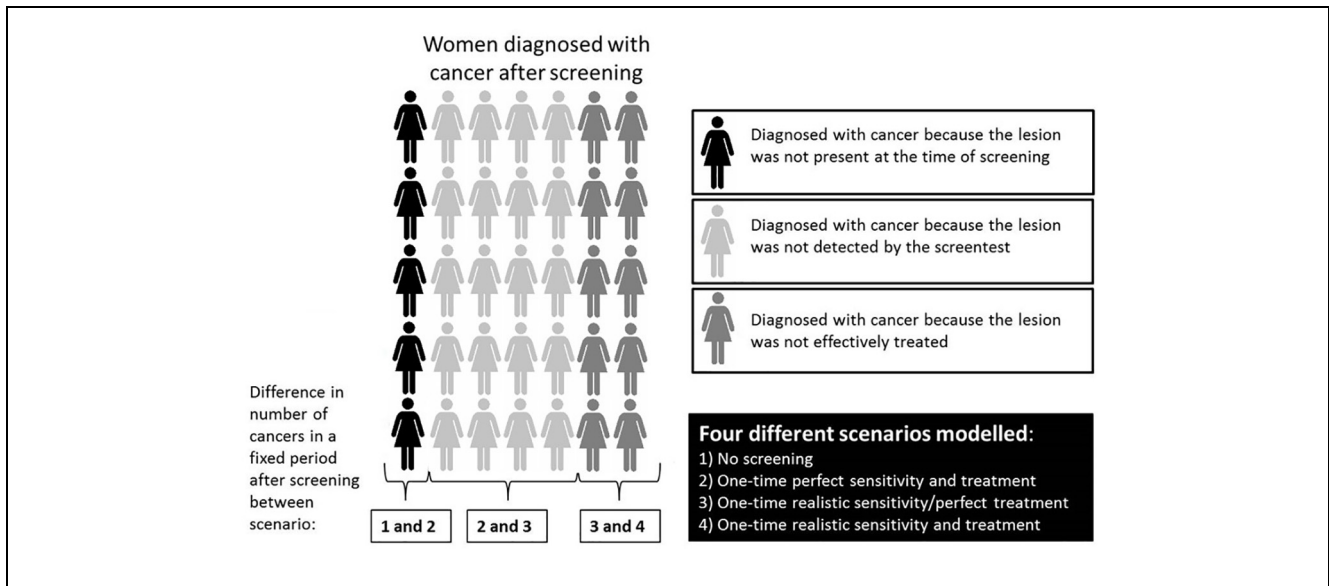 Women diagnosed with
cancer after screening
Diagnosed with cancer because the lesion
was not present at the time of screening
Diagnosed with cancer because the lesion
was not detected by the screentest
Diagnosed with cancer because the lesion
was not effectively treated
Difference in
number of
cancers in a
fixed period
after screening
between
scenario:
1 and 2
2 and 3
3 and 4
Four different scenarios modelled:
1) No screening
2) One-time perfect sensitivity and treatment
3) One-time realistic sensitivity/perfect treatment
4) One-time realistic sensitivity and treatment